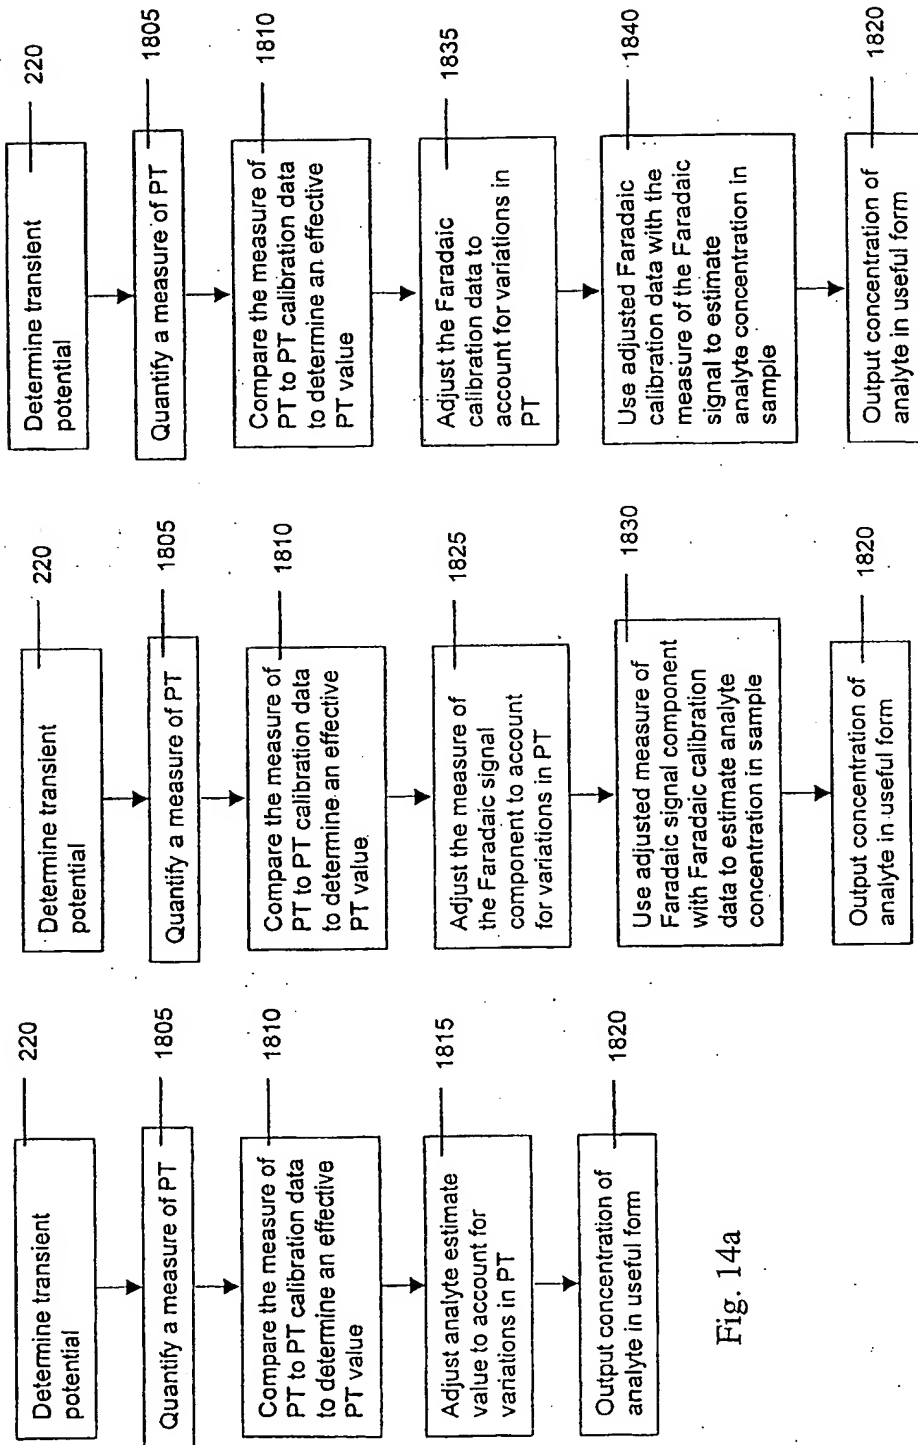 Determine transient
potential
220
Quantify a measure of PT
1805
Compare the measure of
PT to PT calibration data
to determine an effective
PT value
1810
Adjust analyte estimate
value to account for
variations in PT
1815
Output concentration of
analyte in useful form
1820
Fig. 14a
Determine transient
potential
220
Quantify a measure of PT
1805
Compare the measure of
PT to PT calibration data
to determine an effective
PT value
1810
Adjust the measure of
the Faradaic signal
component to account
for variations in PT
1825
Use adjusted measure of
Faradaic signal component
with Faradaic calibration
data to estimate analyte
concentration in sample
1830
Output concentration of
analyte in useful form
1820
Determine transient
potential
220
Quantify a measure of PT
1805
Compare the measure of
PT to PT calibration data
to determine an effective
PT value
1810
Adjust the Faradaic
calibration data to
account for variations in
PT
1835
Use adjusted Faradaic
calibration data with the
measure of the Faradaic
signal to estimate
analyte concentration in
sample
1840
Output concentration of
analyte in useful form
1820